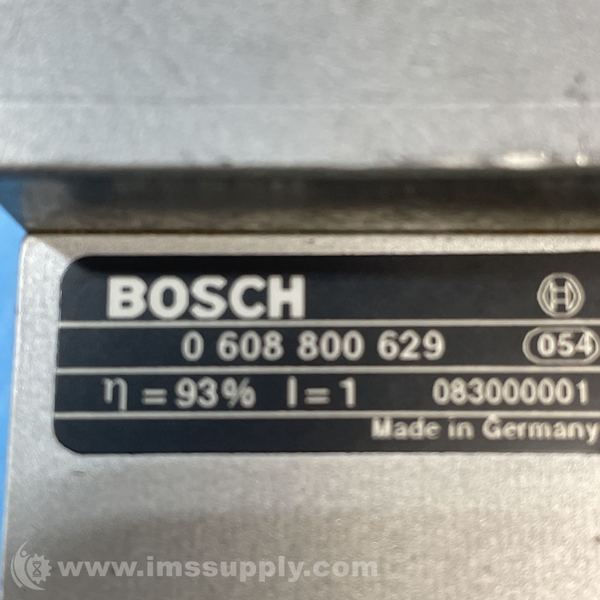 BOSCH
0 608 800 629 054
η = 93% I = 1 083000001
Made in Germany
www.imssupply.com